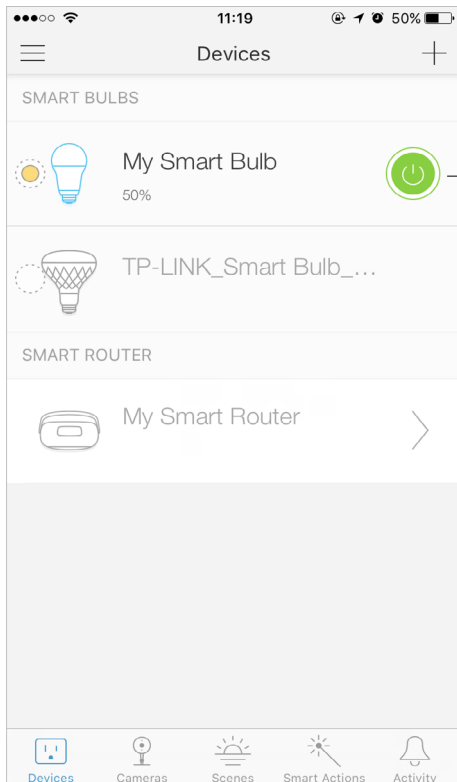 11:19
50%
Devices
SMART BULBS
My Smart Bulb
50%
TP-LINK_Smart Bulb_...
SMART ROUTER
My Smart Router
Devices
Cameras
Scenes
Smart Actions
Activity